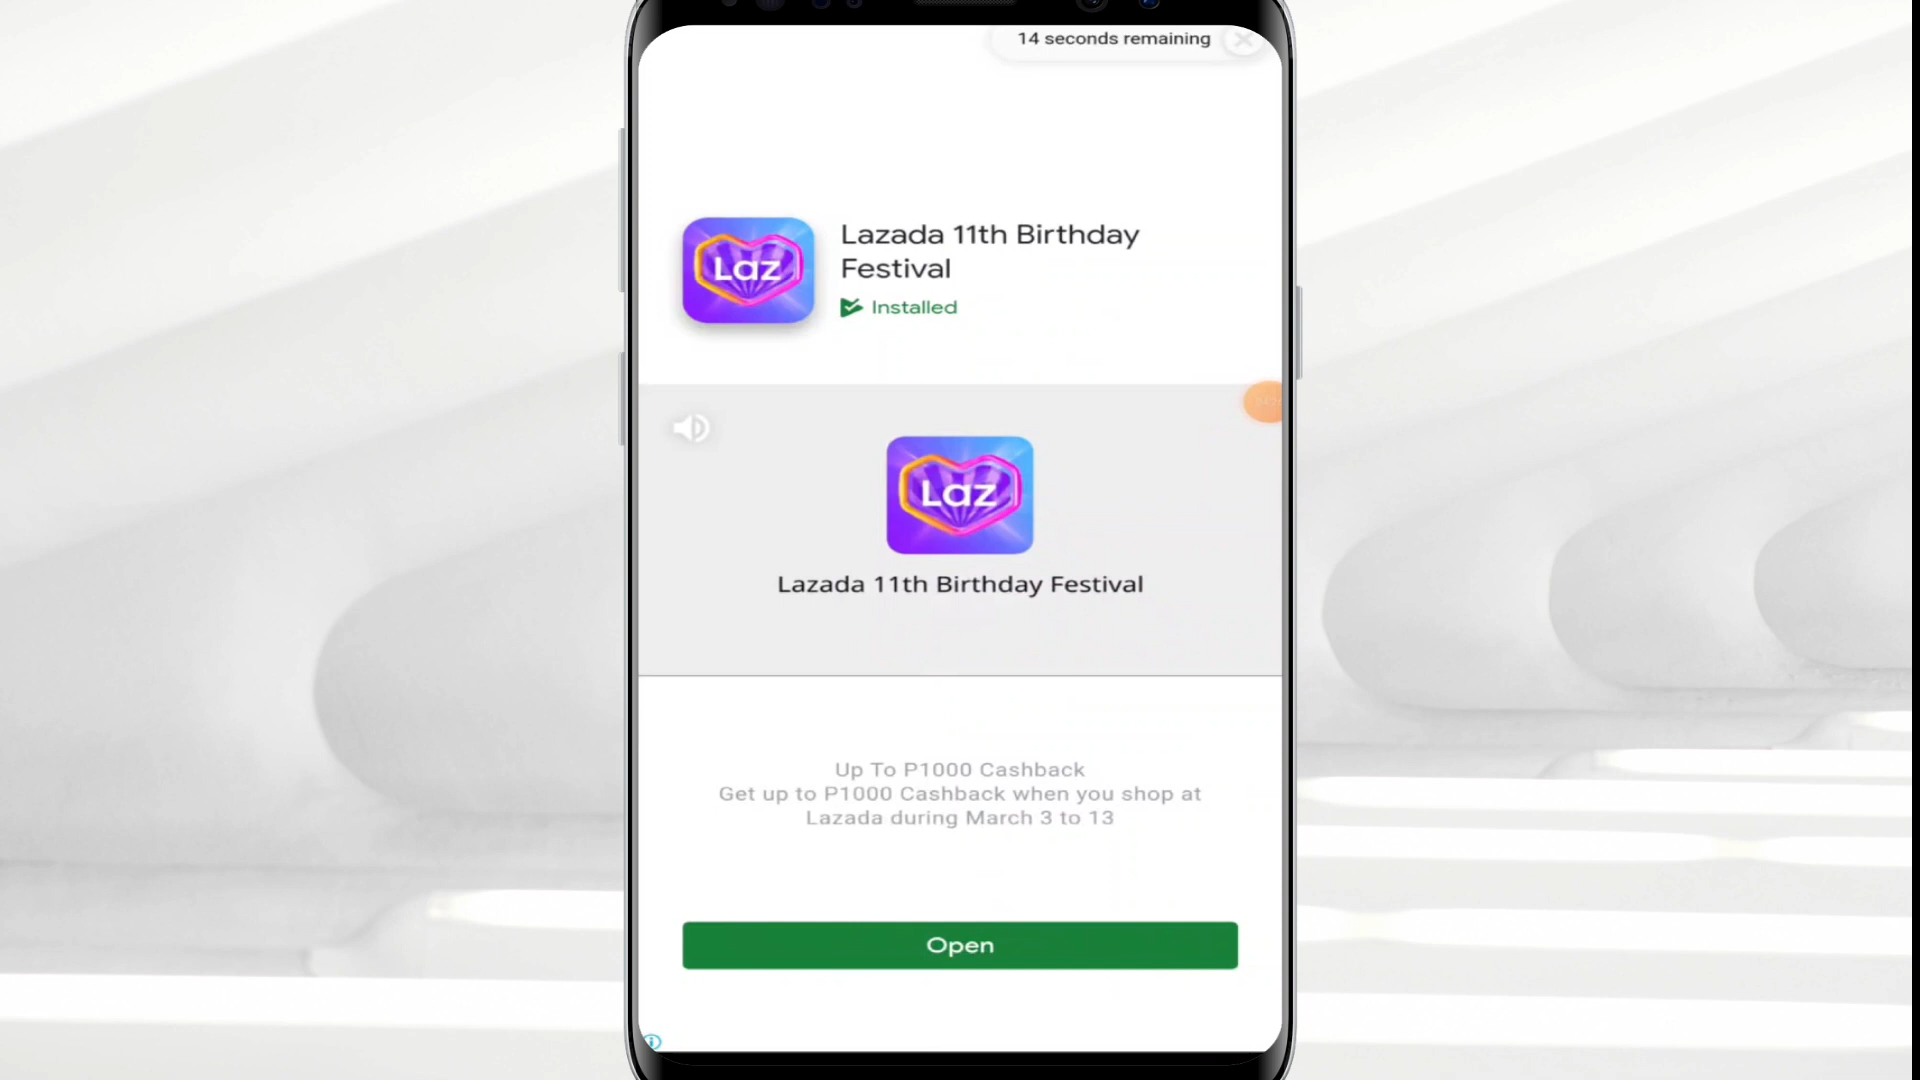 14 seconds remaining
Laz
Lazada 11th Birthday
Festival
Installed
Laz
Lazada 11th Birthday Festival
Up To P1000 Cashback
Get up to P1000 Cashback when you shop at
Lazada during March 3 to 13
Open